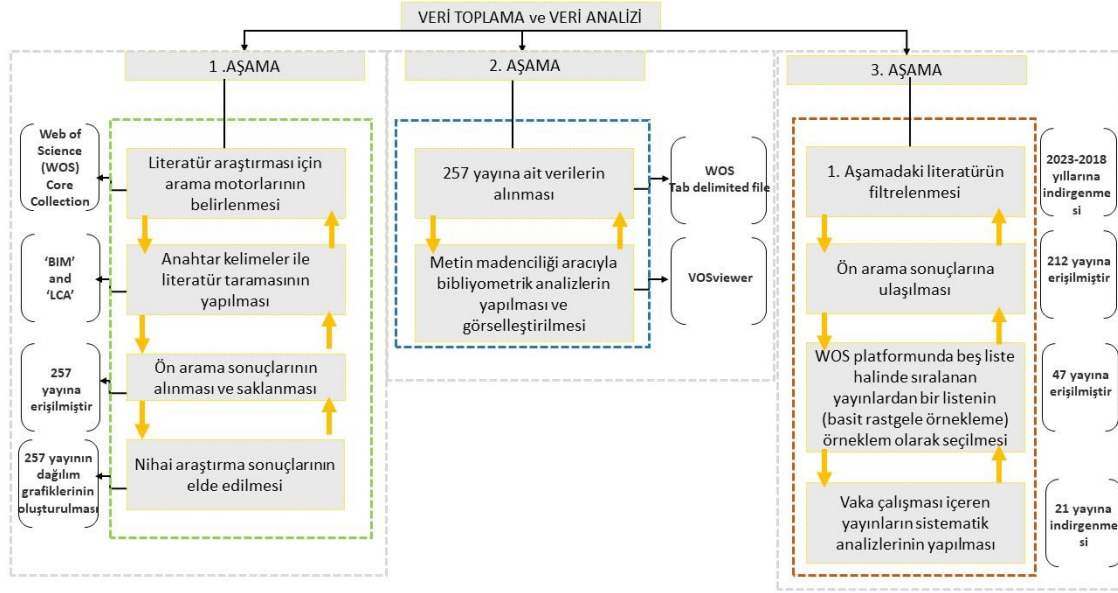 VERİ TOPLAMA ve VERİ ANALİZİ
1 .AŞAMA
Web of
Science
(WOS)
Core
Collection
Literatür araştırması için
arama motorlarının
belirlenmesi
‘BIM’
and
‘LCA’
Anahtar kelimeler ile
literatür taramasının
yapılması
257
yayına
erişilmiştir
Ön arama sonuçlarının
alınması ve saklanması
257 yayının
dağılım
grafiklerinin
oluşturulması
Nihai araştırma sonuçlarının
elde edilmesi
2. AŞAMA
257 yayına ait verilerin
alınması
WOS
Tab delimited file
Metin madenciliği aracıyla
bibliyometrik analizlerin
yapılması ve
görselleştirilmesi
VOSviewer
3. AŞAMA
1. Aşamadaki literatürün
filtrelenmesi
2023-2018
yıllarına
indirgenme
si
Ön arama sonuçlarına
ulaşılması
212 yayına
erişilmiştir
WOS platformunda beş liste
halinde sıralanan
yayınlardan bir listenin
(basit rastgele örnekleme)
örneklem olarak seçilmesi
47 yayına
erişilmiştir
Vaka çalışması içeren
yayınların sistematik
analizlerinin yapılması
21 yayına
indirgenme
si